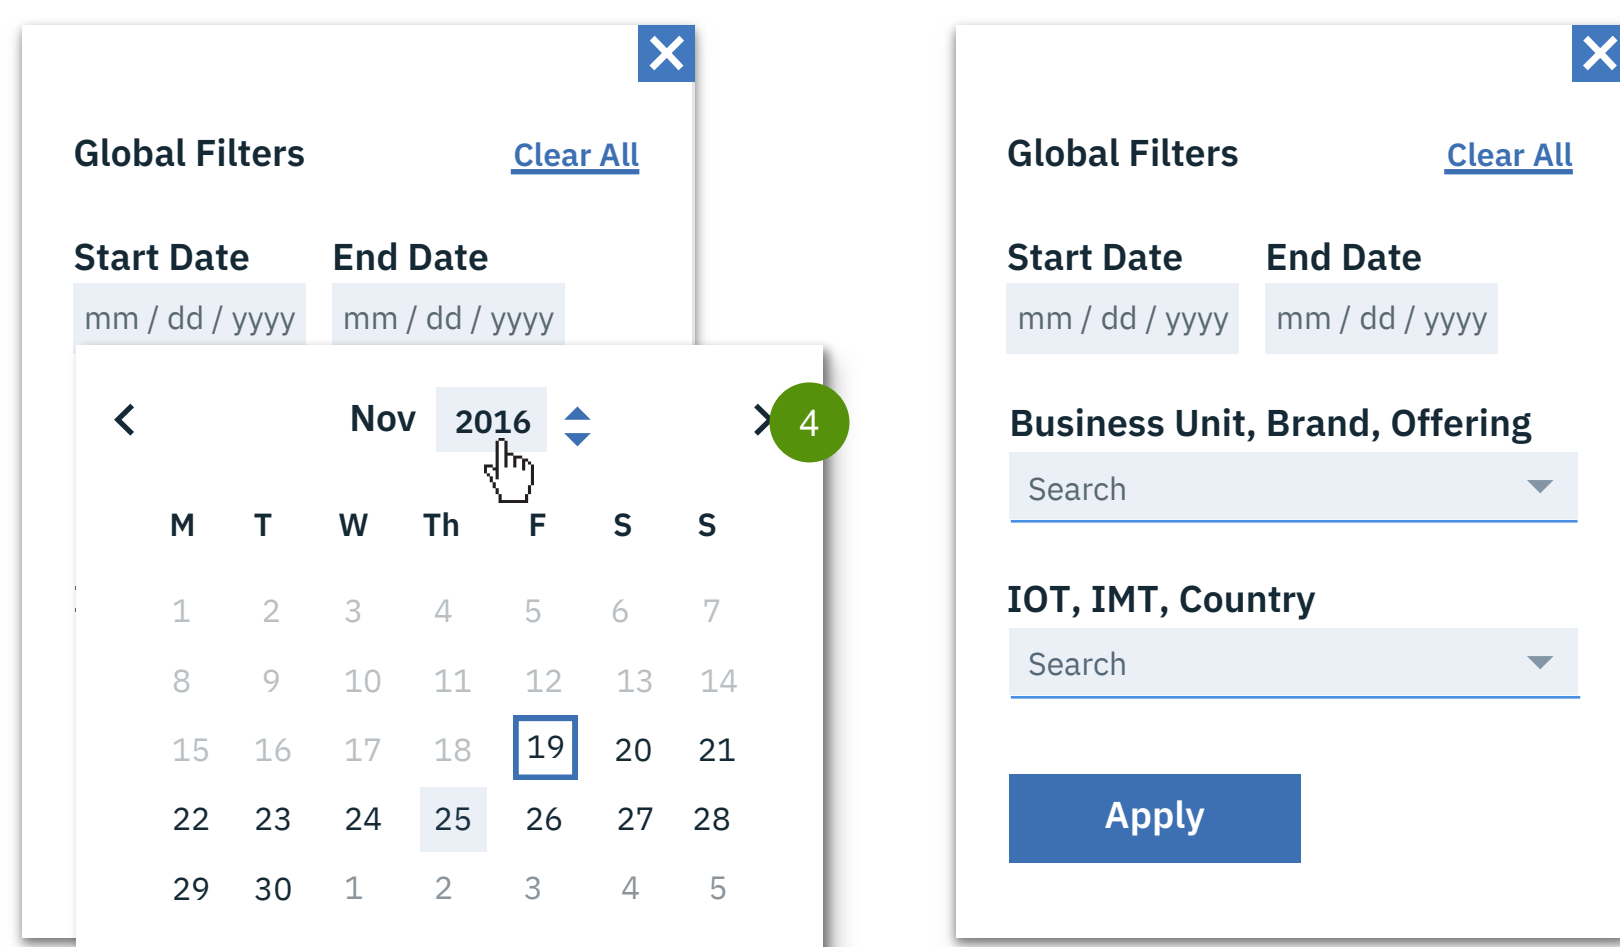 Global Filters Clear All
Start Date End Date
mm / dd / yyyy mm / dd / yyyy
Nov 2016
4
M T W Th F S S
1 2 3 4 5 6 7
8 9 10 11 12 13 14
15 16 17 18 19 20 21
22 23 24 25 26 27 28
29 30 1 2 3 4 5
Global Filters Clear All
Start Date End Date
mm / dd / yyyy mm / dd / yyyy
Business Unit, Brand, Offering
Search
IOT, IMT, Country
Search
Apply